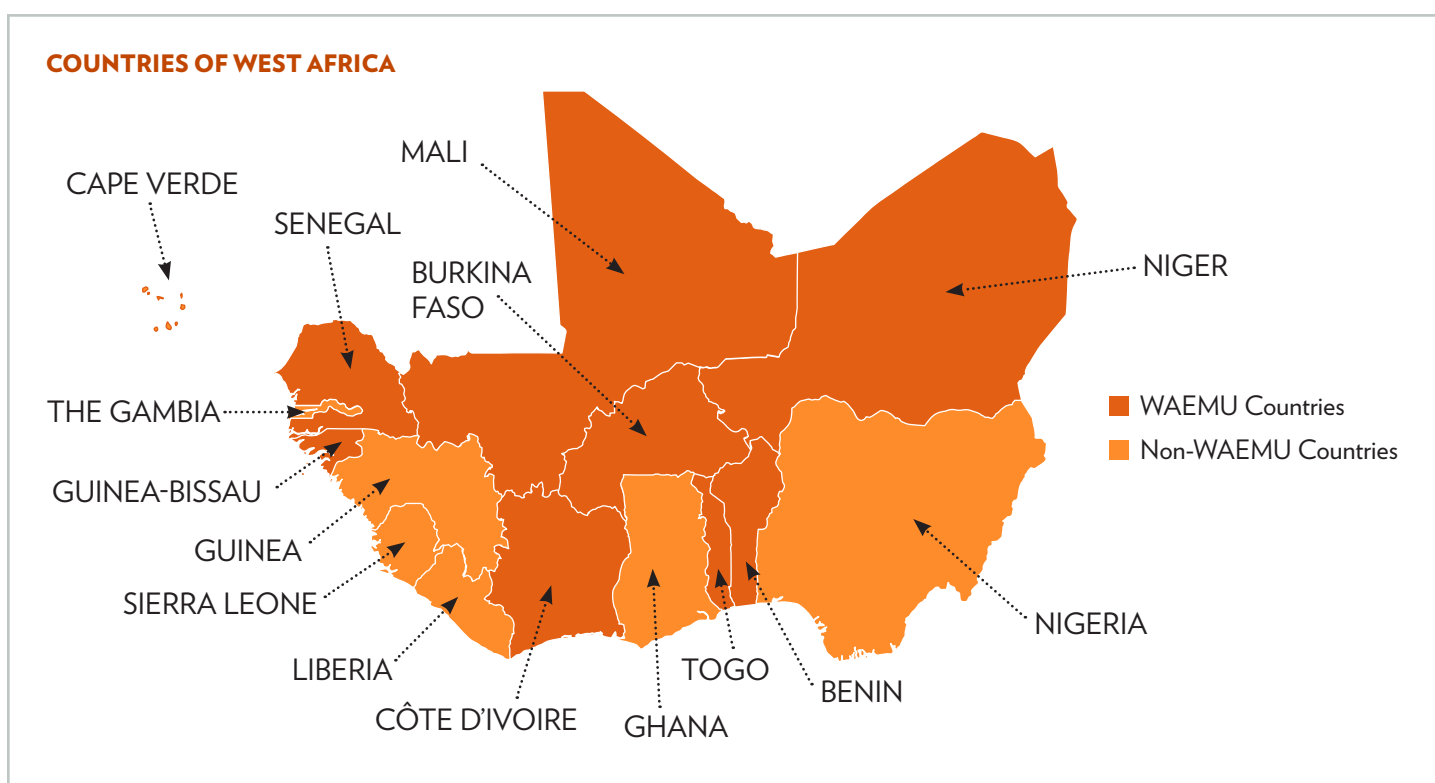 COUNTRIES OF WEST AFRICA
MALI
CAPE VERDE
SENEGAL
BURKINA
FASO
NIGER
THE GAMBIA
WAEMU Countries
Non-WAEMU Countries
GUINEA-BISSAU
GUINEA
SIERRA LEONE
NIGERIA
LIBERIA
TOGO
BENIN
CÔTE D'IVOIRE
GHANA